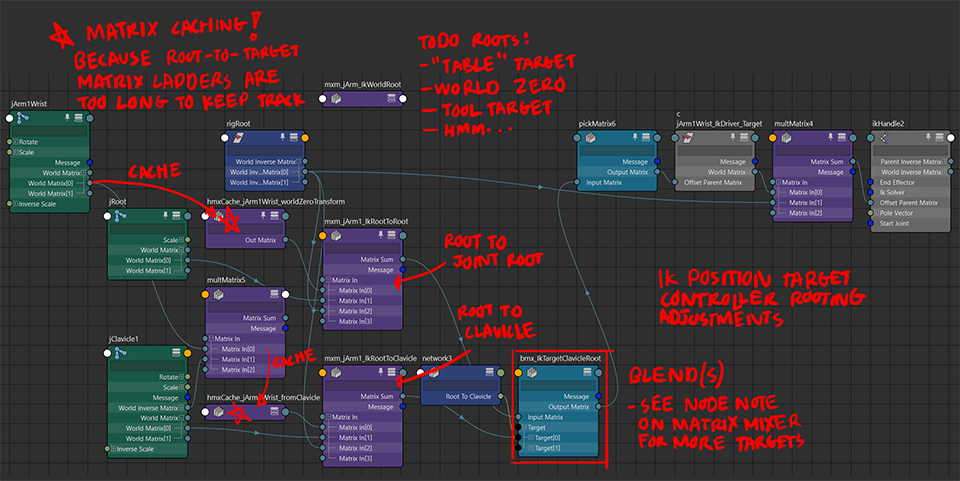 ☆ MATRIX CACHING!
BECAUSE ROOT-TO-TARGET
MATRIX LADDERS ARE
TOO LONG TO KEEP TRACK
TODO ROOTS:
-"TABLE" TARGET
-WORLD ZERO
-TOOL TARGET
-HMM...
mxm_jArm_IkWorldRoot
jArm1Wrist
Rotate
Scale
Message
World Matrix
World Matrix[0]
World Matrix[1]
Inverse Scale
CACHE
rigRoot
World Inverse Matrix
World Inv...Matrix[0]
World Inv...Matrix[1]
pickMatrix6
Message
Output Matrix
Input Matrix
c
jArm1Wrist_IkDriver_Target
Message
World Matrix
Offset Parent Matrix
multMatrix4
Matrix Sum
Message
Matrix In
Matrix In[0]
Matrix In[1]
Matrix In[2]
ikHandle2
Parent Inverse Matrix
World Inverse Matrix
End Effector
Ik Solver
Offset Parent Matrix
Pole Vector
Start Joint
jRoot
Scale
World Matrix
World Matrix[0]
World Matrix[1]
hmxCache_jArm1Wrist_worldZeroTransform
Out Matrix
mxm_jArm1_IkRootToRoot
Matrix Sum
Message
Matrix In
Matrix In[0]
Matrix In[1]
Matrix In[2]
Matrix In[3]
ROOT TO
JOINT ROOT
multMatrix5
Matrix Sum
Message
Matrix In
Matrix In[0]
Matrix In[1]
Matrix In[2]
IK POSITION TARGET
CONTROLLER ROOTING
ADJUSTMENTS
ROOT TO
CLAVICLE
jClavicle1
Rotate
Scale
Message
World Inverse Matrix
World Matrix
World Matrix[0]
World Matrix[1]
Inverse Scale
CACHE
hmxCache_jArm1Wrist_fromClavicle
mxm_jArm1_IkRootToClavicle
Matrix Sum
Message
Matrix In
Matrix In[0]
Matrix In[1]
Matrix In[2]
Matrix In[3]
network3
Root To Clavicle
bmx_IkTargetClavicleRoot
Message
Output Matrix
Input Matrix
Target
Target[0]
Target[1]
BLEND(S)
- SEE NODE NOTE
ON MATRIX MIXER
FOR MORE TARGETS